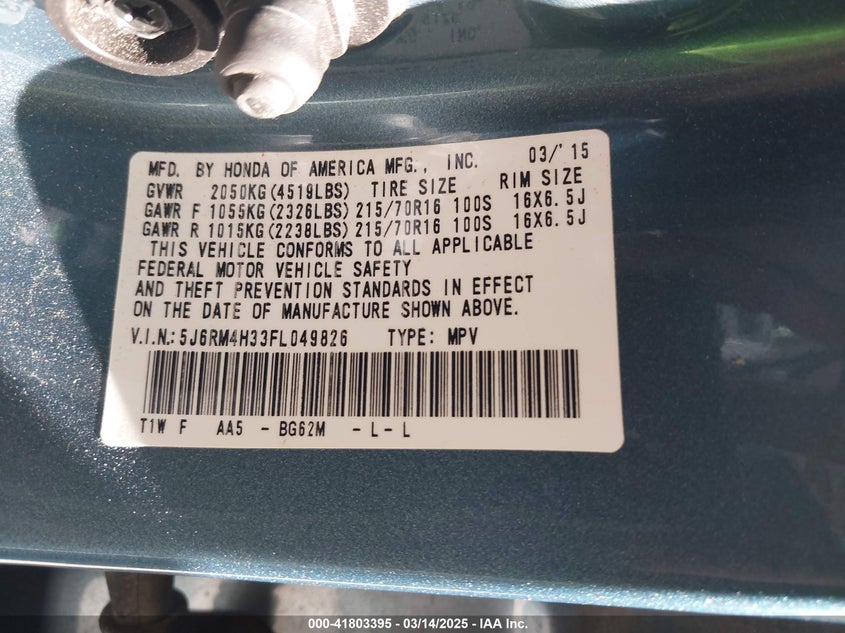 MFD. BY HONDA OF AMERICA MFG., INC. 03/'15
GVWR 2050KG(4519LBS) TIRE SIZE RIM SIZE
GAWR F 1055KG(2326LBS) 215/70R16 100S 16X6.5J
GAWR R 1015KG(2238LBS) 215/70R16 100S 16X6.5J
THIS VEHICLE CONFORMS TO ALL APPLICABLE
FEDERAL MOTOR VEHICLE SAFETY
AND THEFT PREVENTION STANDARDS IN EFFECT
ON THE DATE OF MANUFACTURE SHOWN ABOVE.
V.I.N.: 5J6RM4H33FL049826 TYPE: MPV
T1W F AA5 - BG62M - L - L
000-41803395 - 03/14/2025 - IAA Inc.